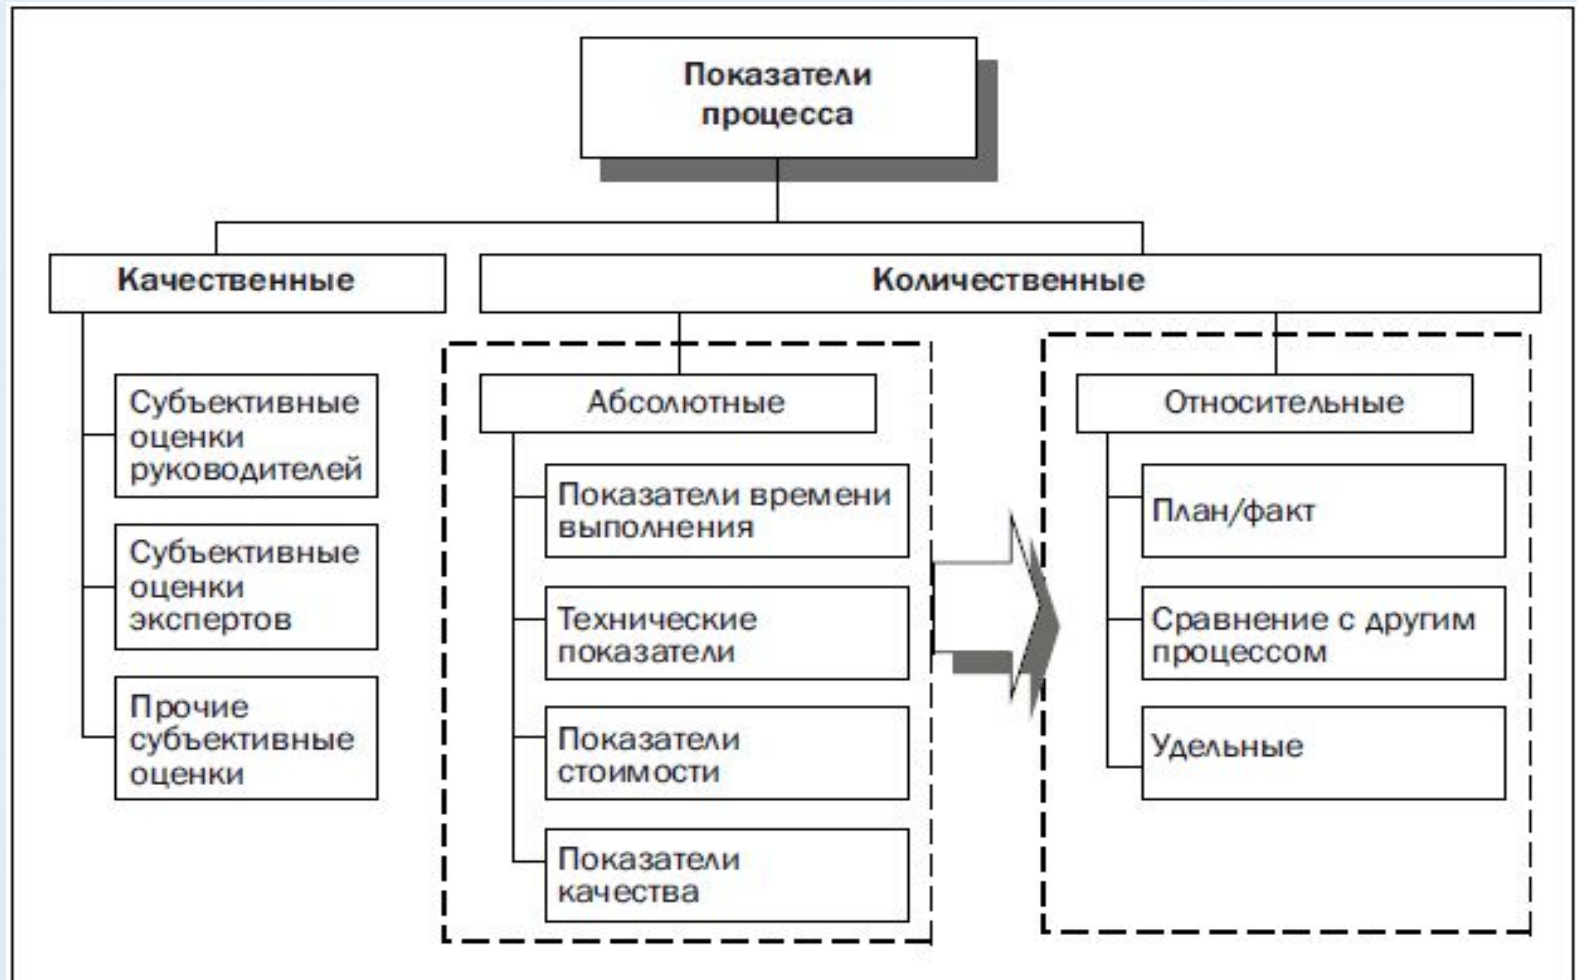 Показатели
процесса
Качественные
Количественные
Субъективные
оценки
руководителей
Субъективные
оценки
экспертов
Прочие
субъективные
оценки
Абсолютные
Показатели времени
выполнения
Технические
показатели
Показатели
стоимости
Показатели
качества
Относительные
План/факт
Сравнение с другим
процессом
Удельные